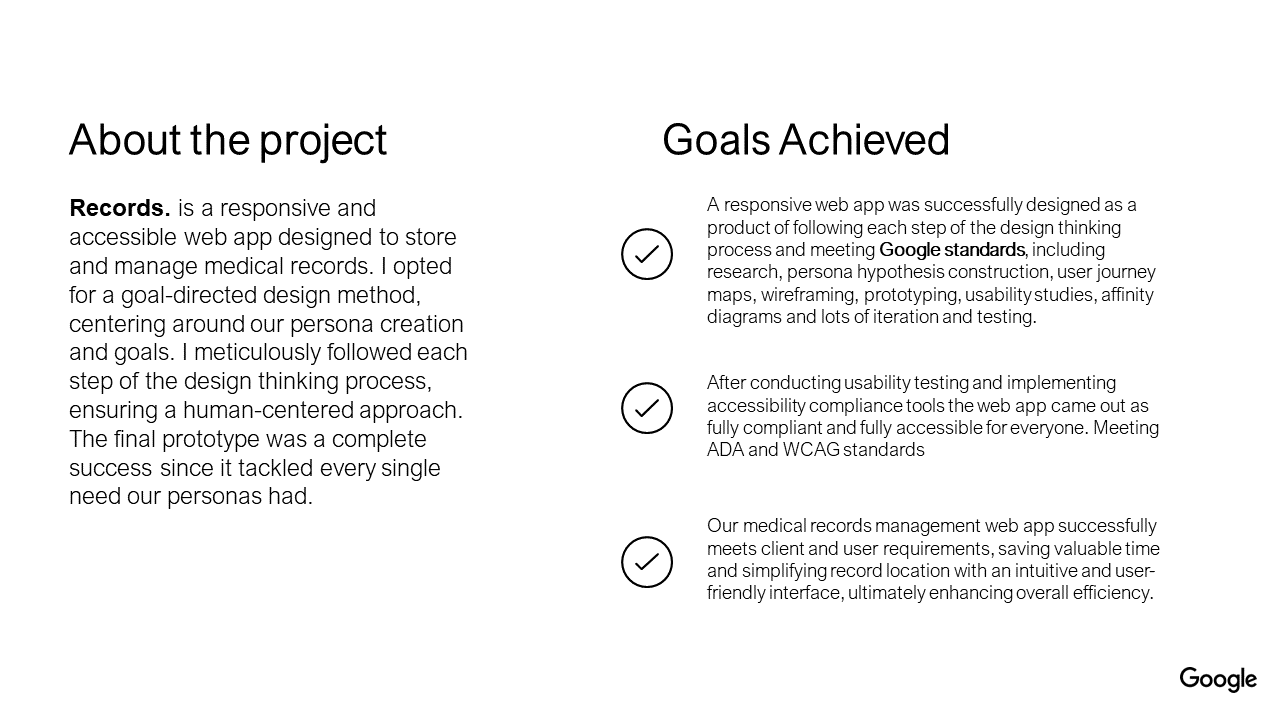 About the project
Records. is a responsive and
accessible web app designed to store
and manage medical records. I opted
for a goal-directed design method,
centering around our persona creation
and goals. I meticulously followed each
step of the design thinking process,
ensuring a human-centered approach.
The final prototype was a complete
success since it tackled every single
need our personas had.
Goals Achieved
A responsive web app was successfully designed as a
product of following each step of the design thinking
process and meeting Google standards, including
research, persona hypothesis construction, user journey
maps, wireframing, prototyping, usability studies, affinity
diagrams and lots of iteration and testing.
After conducting usability testing and implementing
accessibility compliance tools the web app came out as
fully compliant and fully accessible for everyone. Meeting
ADA and WCAG standards
Our medical records management web app successfully
meets client and user requirements, saving valuable time
and simplifying record location with an intuitive and user-
friendly interface, ultimately enhancing overall efficiency.
Google